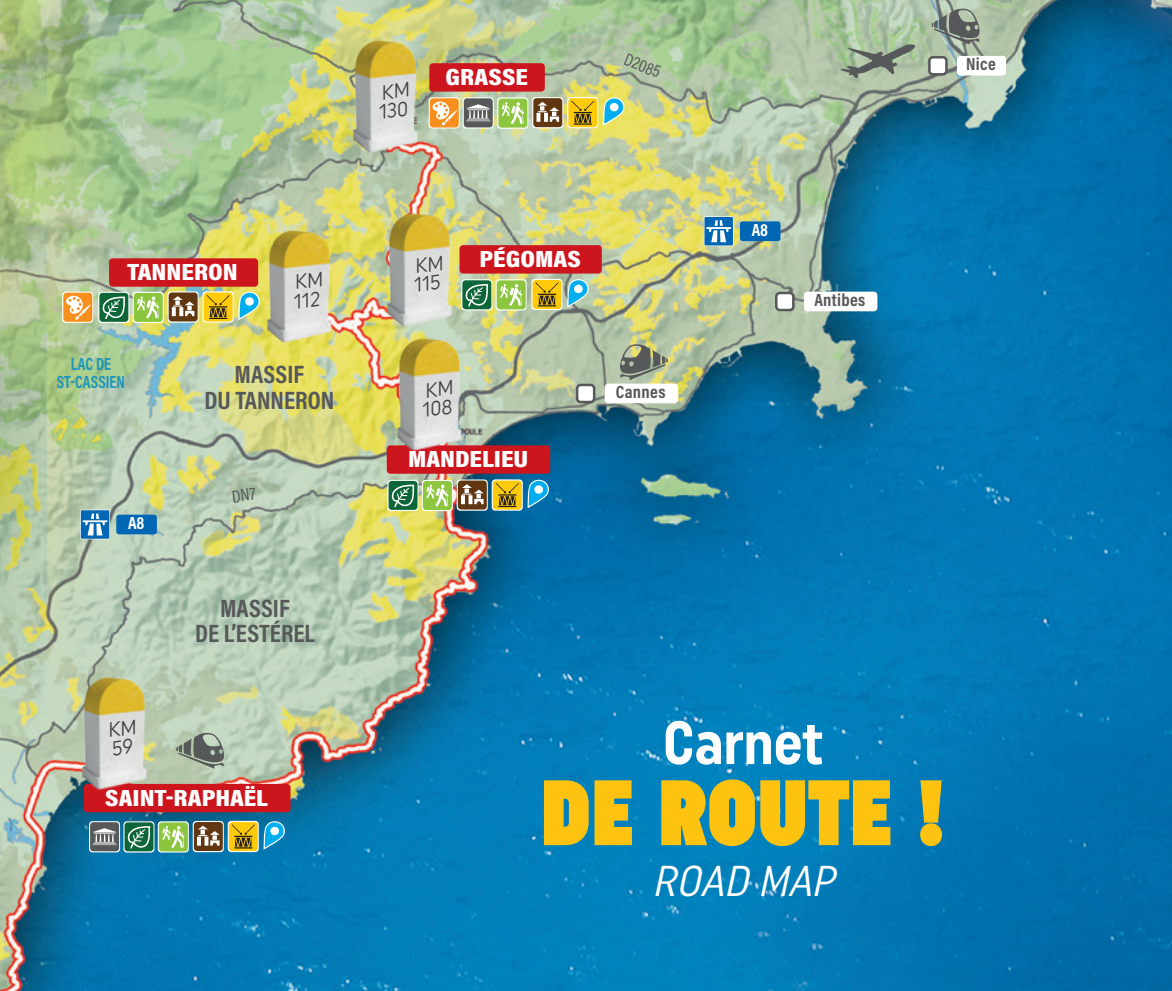 Nice
D2085
GRASSE
KM
130
A8
TANNERON
KM
112
KM
115
PÉGOMAS
Antibes
LAC DE
ST-CASSIEN
MASSIF
DU TANNERON
KM
108
Cannes
POULE
MANDELIEU
DN7
A8
MASSIF
DE L'ESTÉREL
KM
59
SAINT-RAPHAËL
Carnet
DE ROUTE !
ROAD MAP